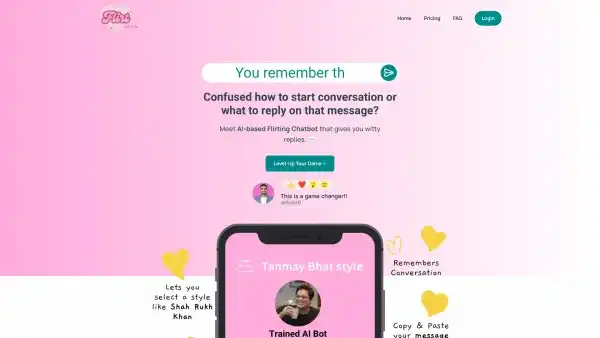 Flirt
Home Pricing FAQ Login
You remember th
Confused how to start conversation or
what to reply on that message?
Meet AI-based Flirting Chatbot that gives you witty
replies.
Level-Up Your Game
This is a game changer!!
Tanmay Bhat style
Trained AI Bot
Lets you
select a style
like Shah Rukh
Khan
Remembers
Conversation
Copy & Paste
your message